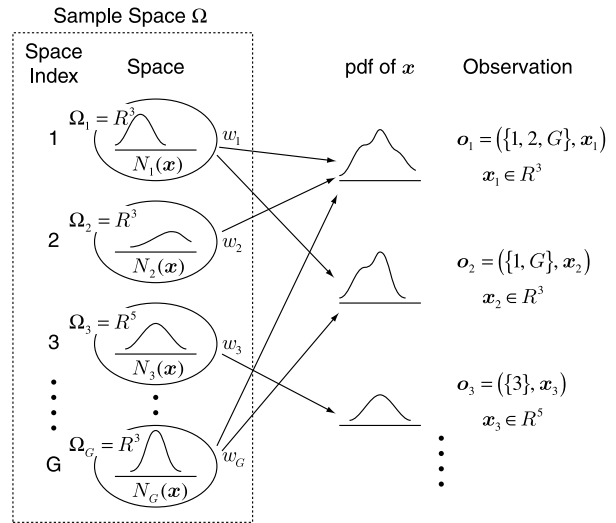 Sample Space Ω
Space Index
Space
pdf of x
Observation
1
Ω₁ = R³
N₁(x)
w₁
o₁ = ({1, 2, G}, x₁)
x₁ ∈ R³
2
Ω₂ = R³
N₂(x)
w₂
o₂ = ({1, G}, x₂)
x₂ ∈ R³
3
Ω₃ = R⁵
N₃(x)
w₃
o₃ = ({3}, x₃)
x₃ ∈ R⁵
G
Ω_G = R³
N_G(x)
w_G